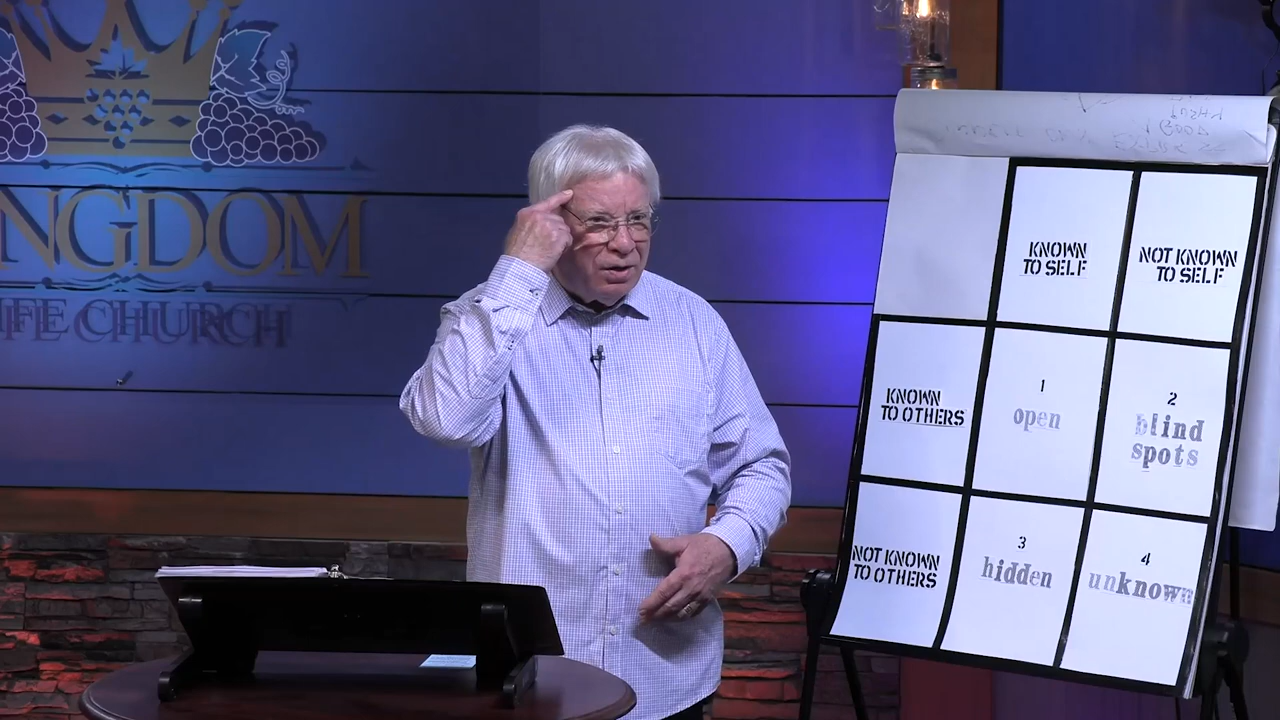 NGDOM
IFE CHURCH
KNOWN
TO SELF
NOT KNOWN
TO SELF
KNOWN
TO OTHERS
1
open
2
blind
spots
NOT KNOWN
TO OTHERS
3
hidden
4
unknown